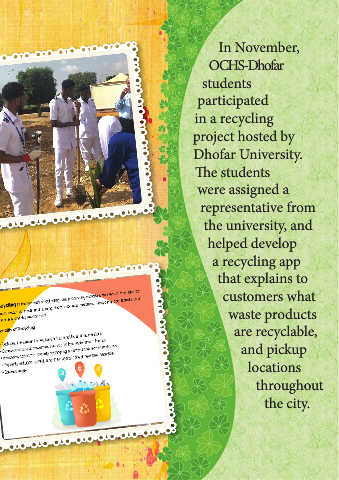 In November,
OCHS-Dhofar
students
participated
in a recycling
project hosted by
Dhofar University.
The students
were assigned a
representative from
the university, and
helped develop
a recycling app
that explains to
customers what
waste products
are recyclable,
and pickup
locations
throughout
the city.